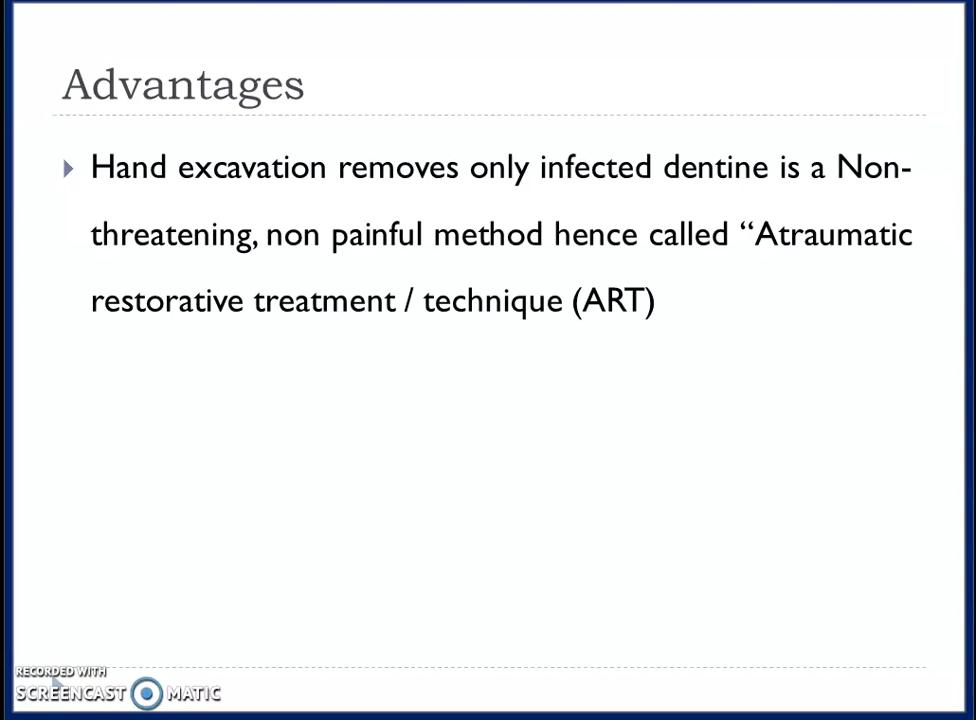 Advantages
Hand excavation removes only infected dentine is a Non-
threatening, non painful method hence called “Atraumatic
restorative treatment / technique (ART)
RECORDED WITH
SCREENCAST MATIC